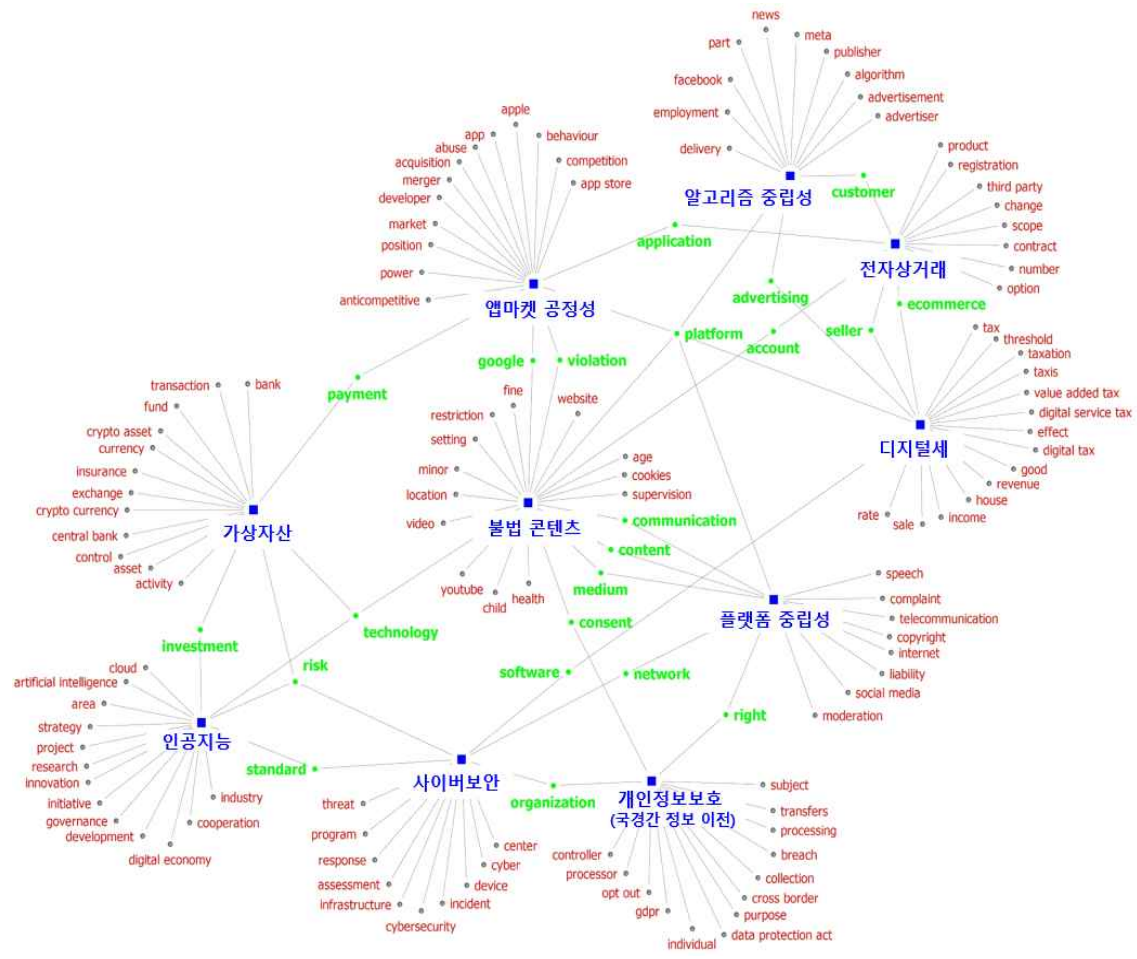 news
meta
part
publisher
facebook
algorithm
advertisement
employment
advertiser
delivery
알고리즘 중립성
customer
apple
app
behaviour
abuse
competition
acquisition
app store
merger
developer
market
position
power
anticompetitive
앱마켓 공정성
application
product
registration
third party
change
scope
contract
number
option
전자상거래
advertising
ecommerce
seller
platform
account
google
violation
payment
tax
threshold
taxation
taxis
value added tax
digital service tax
effect
digital tax
good
revenue
house
income
sale
rate
디지털세
transaction
bank
fund
crypto asset
currency
insurance
exchange
crypto currency
central bank
control
asset
activity
가상자산
fine
website
restriction
setting
minor
location
video
age
cookies
supervision
불법 콘텐츠
youtube
child
health
communication
content
medium
consent
speech
complaint
telecommunication
copyright
internet
liability
social media
moderation
플랫폼 중립성
technology
investment
risk
software
network
right
cloud
artificial intelligence
area
strategy
project
research
innovation
initiative
governance
development
digital economy
cooperation
industry
인공지능
standard
사이버보안
organization
threat
program
response
assessment
infrastructure
cybersecurity
incident
device
cyber
center
개인정보보호
(국경간 정보 이전)
subject
transfers
processing
breach
collection
cross border
purpose
data protection act
individual
gdpr
opt out
processor
controller